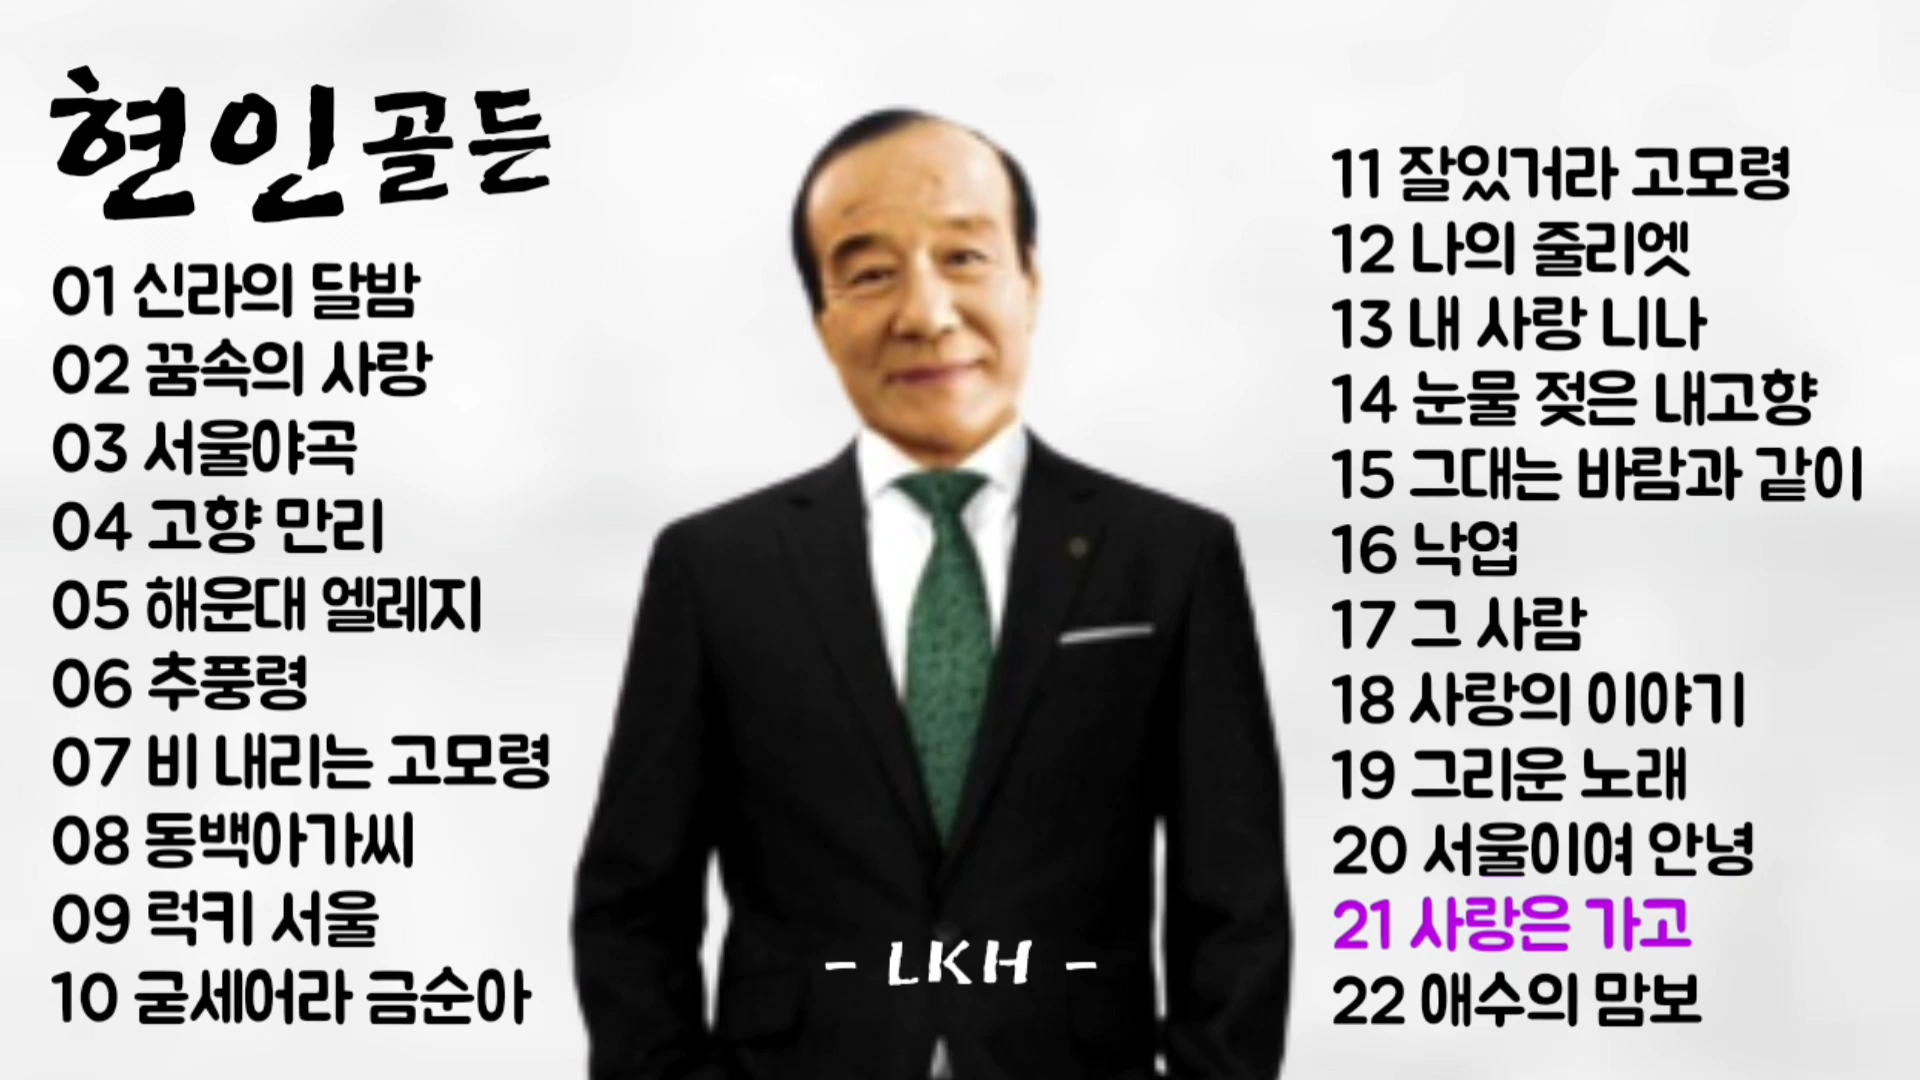 현인 골든
01 신라의 달밤
02 꿈속의 사랑
03 서울야곡
04 고향 만리
05 해운대 엘레지
06 추풍령
07 비 내리는 고모령
08 동백아가씨
09 럭키 서울
10 굳세어라 금순아
- LKH -
11 잘있거라 고모령
12 나의 줄리엣
13 내 사랑 니나
14 눈물 젖은 내고향
15 그대는 바람과 같이
16 낙엽
17 그 사람
18 사랑의 이야기
19 그리운 노래
20 서울이여 안녕
21 사랑은 가고
22 애수의 맘보